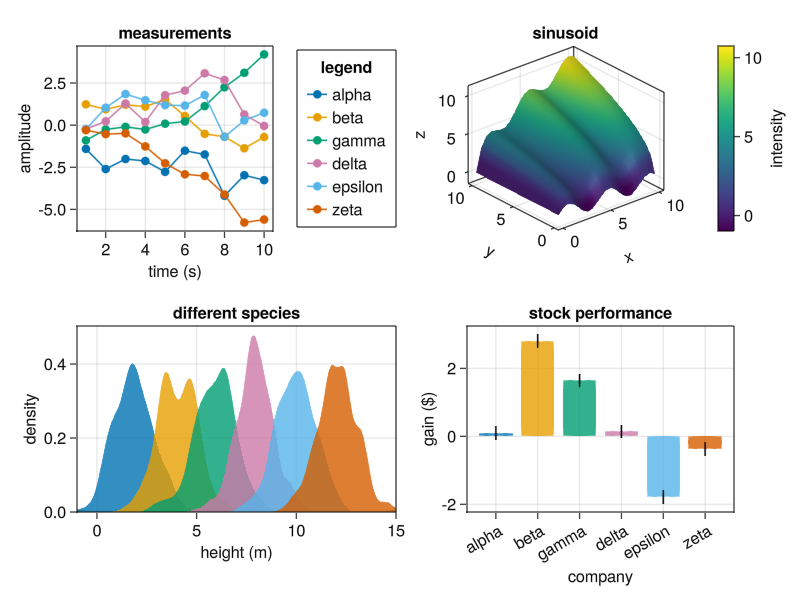 measurements
amplitude
2.5
0.0
-2.5
-5.0
2 4 6 8 10
time (s)
legend
alpha
beta
gamma
delta
epsilon
zeta
sinusoid
z
10
5
0
10
5
0
y
0
5
10
x
10
5
0
intensity
different species
density
0.4
0.2
0.0
0 5 10 15
height (m)
stock performance
gain ($)
2
0
-2
alpha beta gamma delta epsilon zeta
company